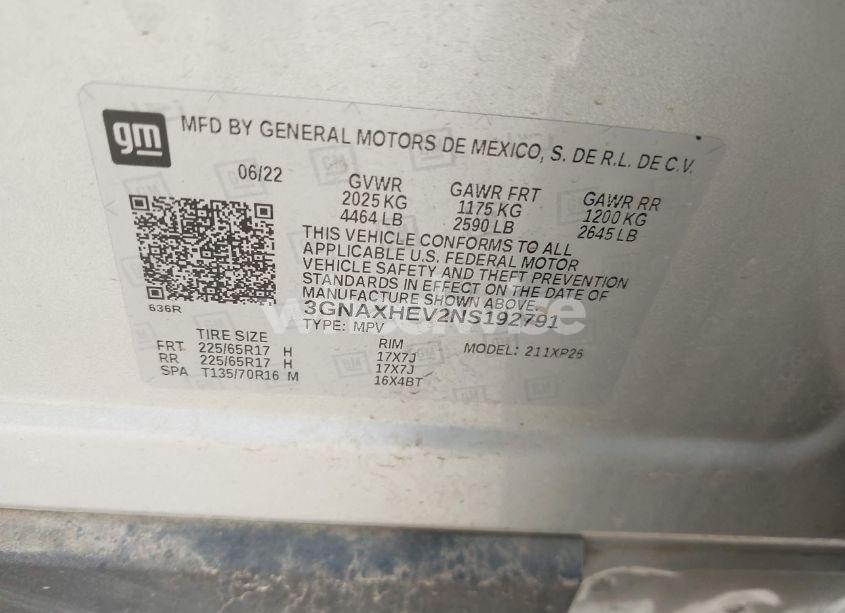 gm MFD BY GENERAL MOTORS DE MEXICO, S. DE R.L. DE C.V.
06/22 GVWR GAWR FRT GAWR RR
2025 KG 1175 KG 1200 KG
4464 LB 2590 LB 2645 LB
THIS VEHICLE CONFORMS TO ALL
APPLICABLE U.S. FEDERAL MOTOR
VEHICLE SAFETY AND THEFT PREVENTION
STANDARDS IN EFFECT ON THE DATE OF
MANUFACTURE SHOWN ABOVE.
636R
3GNAXHEV2NS192791
TYPE: MPV MODEL: 211XP26
TIRE SIZE RIM
FRT 225/65R17 H 17X7J
RR 225/65R17 H 17X7J
SPA T135/70R16 M 16X4BT